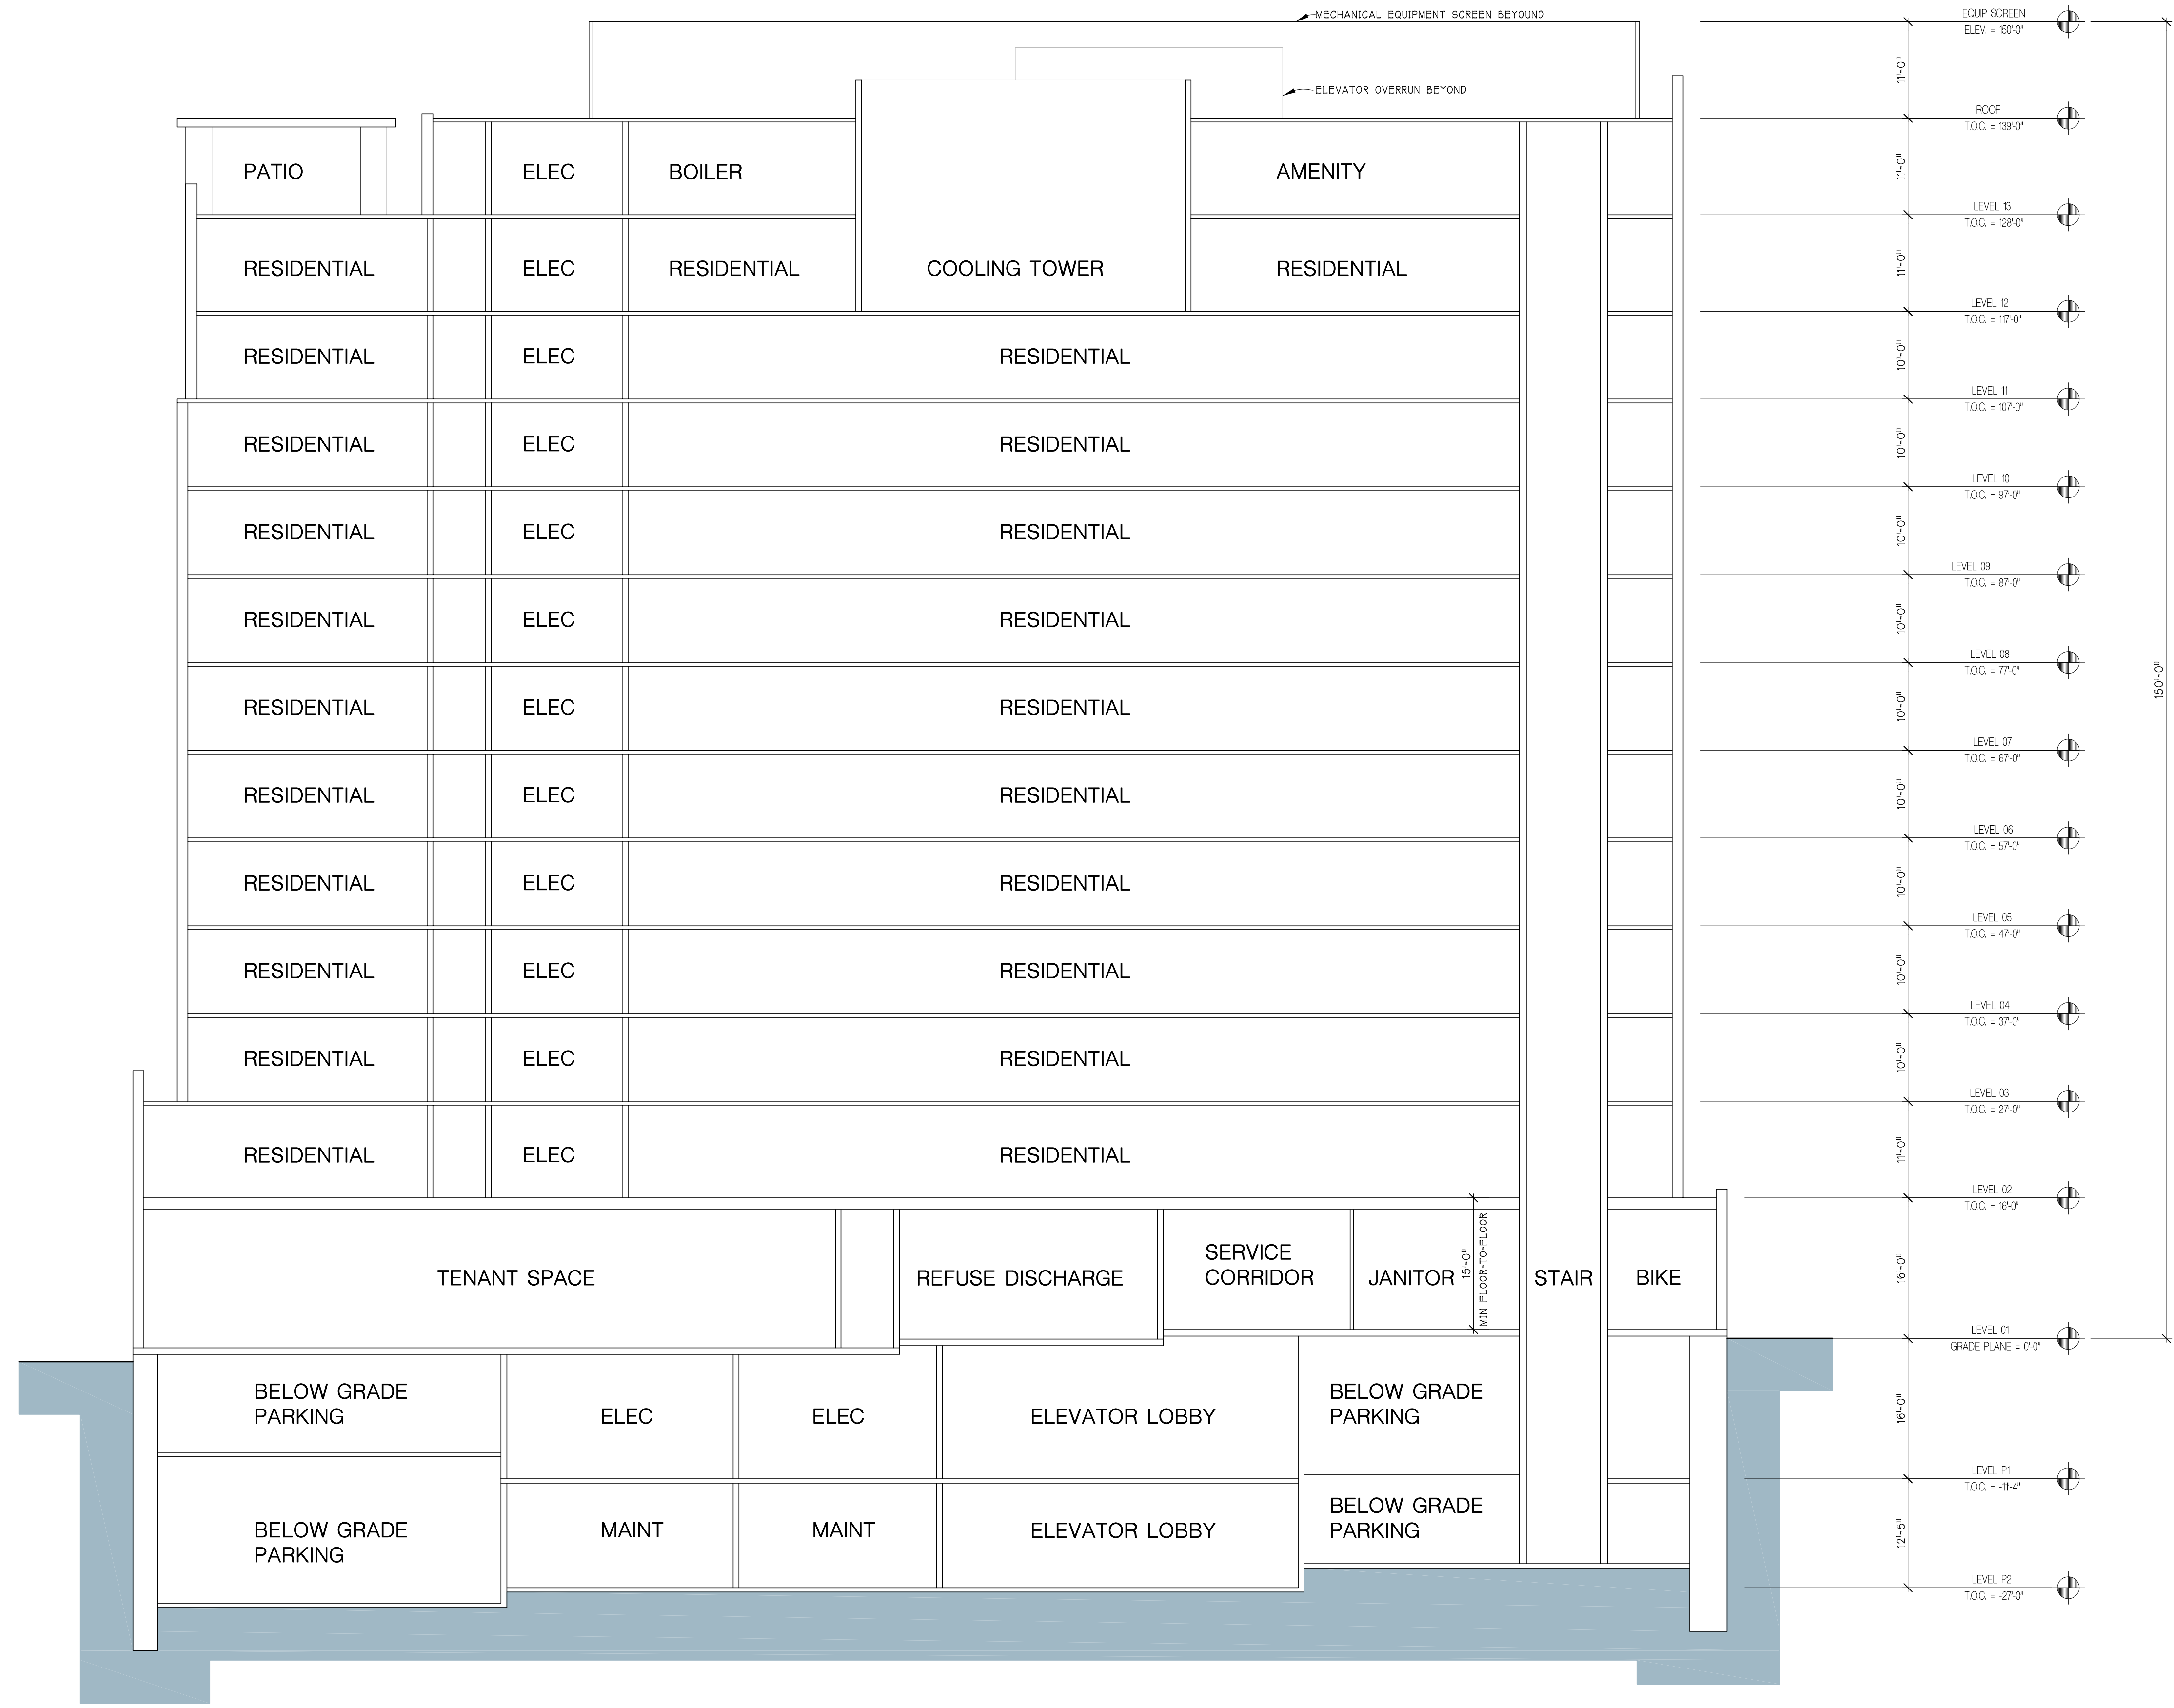 MECHANICAL EQUIPMENT SCREEN BEYOUND
EQUIP SCREEN
ELEV. = 150'-0"
11'-0"
ELEVATOR OVERRUN BEYOND
ROOF
T.O.C. = 139'-0"
PATIO
ELEC
BOILER
AMENITY
11'-0"
LEVEL 13
T.O.C. = 128'-0"
RESIDENTIAL
ELEC
RESIDENTIAL
COOLING TOWER
RESIDENTIAL
11'-0"
LEVEL 12
T.O.C. = 117'-0"
RESIDENTIAL
ELEC
RESIDENTIAL
10'-0"
LEVEL 11
T.O.C. = 107'-0"
RESIDENTIAL
ELEC
RESIDENTIAL
10'-0"
LEVEL 10
T.O.C. = 97'-0"
RESIDENTIAL
ELEC
RESIDENTIAL
10'-0"
LEVEL 09
T.O.C. = 87'-0"
RESIDENTIAL
ELEC
RESIDENTIAL
10'-0"
LEVEL 08
T.O.C. = 77'-0"
150'-0"
RESIDENTIAL
ELEC
RESIDENTIAL
10'-0"
LEVEL 07
T.O.C. = 67'-0"
RESIDENTIAL
ELEC
RESIDENTIAL
10'-0"
LEVEL 06
T.O.C. = 57'-0"
RESIDENTIAL
ELEC
RESIDENTIAL
10'-0"
LEVEL 05
T.O.C. = 47'-0"
RESIDENTIAL
ELEC
RESIDENTIAL
10'-0"
LEVEL 04
T.O.C. = 37'-0"
RESIDENTIAL
ELEC
RESIDENTIAL
10'-0"
LEVEL 03
T.O.C. = 27'-0"
RESIDENTIAL
ELEC
RESIDENTIAL
11'-0"
LEVEL 02
T.O.C. = 16'-0"
TENANT SPACE
REFUSE DISCHARGE
SERVICE
CORRIDOR
JANITOR
15'-0"
MIN FLOOR-TO-FLOOR
STAIR
BIKE
16'-0"
LEVEL 01
GRADE PLANE = 0'-0"
BELOW GRADE
PARKING
ELEC
ELEC
ELEVATOR LOBBY
BELOW GRADE
PARKING
16'-0"
LEVEL P1
T.O.C. = -11'-4"
BELOW GRADE
PARKING
MAINT
MAINT
ELEVATOR LOBBY
BELOW GRADE
PARKING
12'-5"
LEVEL P2
T.O.C. = -27'-0"